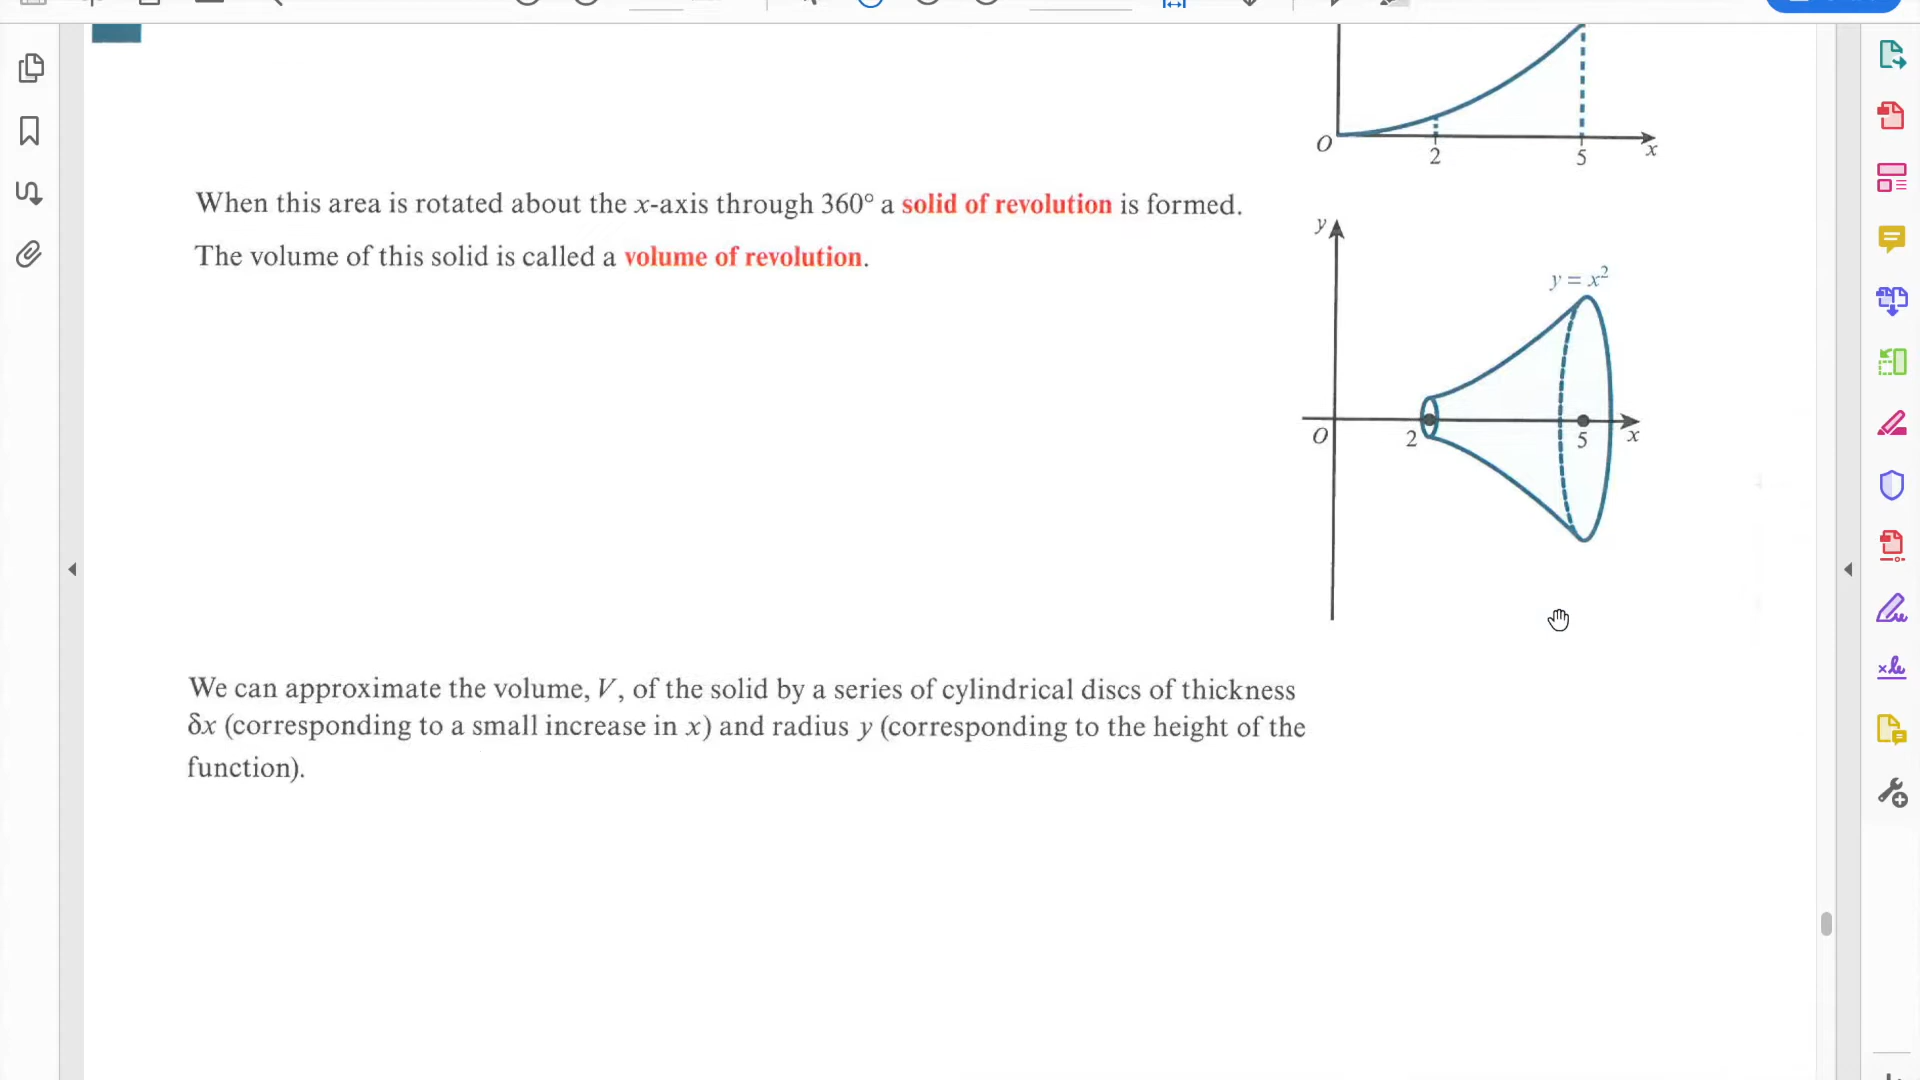 O
2
5
x
When this area is rotated about the x-axis through 360° a solid of revolution is formed.
y
The volume of this solid is called a volume of revolution.
y = x²
O
2
5
x
We can approximate the volume, V, of the solid by a series of cylindrical discs of thickness
δx (corresponding to a small increase in x) and radius y (corresponding to the height of the
function).